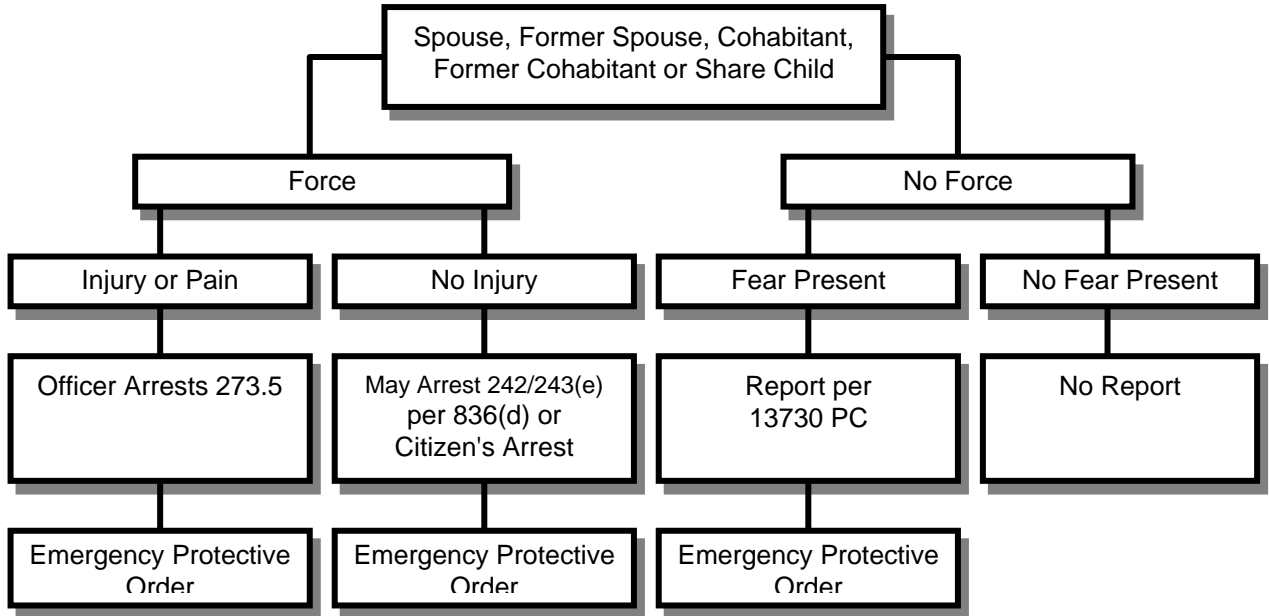 Spouse, Former Spouse, Cohabitant,
Former Cohabitant or Share Child
Force
No Force
Injury or Pain
No Injury
Fear Present
No Fear Present
Officer Arrests 273.5
May Arrest 242/243(e)
per 836(d) or
Citizen's Arrest
Report per
13730 PC
No Report
Emergency Protective
Order
Emergency Protective
Order
Emergency Protective
Order